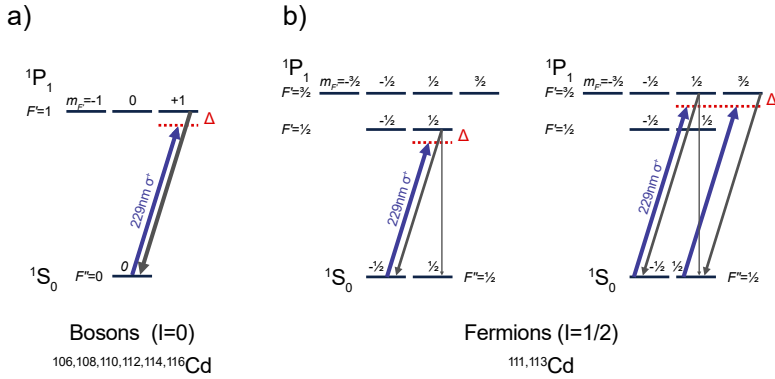 a)
¹P₁
m_F'=-1 0 +1
F'=1
Δ
229nm σ⁺
¹S₀
F''=0
0
Bosons (I=0)
¹⁰⁶,¹⁰⁸,¹¹⁰,¹¹²,¹¹⁴,¹¹⁶Cd
b)
¹P₁
m_F'=-³⁄₂ -½ ½ ³⁄₂
F'=³⁄₂
-½ ½
F'=½
Δ
229nm σ⁺
¹S₀
-½ ½
F''=½
¹P₁
m_F'=-³⁄₂ -½ ½ ³⁄₂
F'=³⁄₂
Δ
-½ ½
F'=½
229nm σ⁺
¹S₀
-½ ½
F''=½
Fermions (I=1/2)
¹¹¹,¹¹³Cd